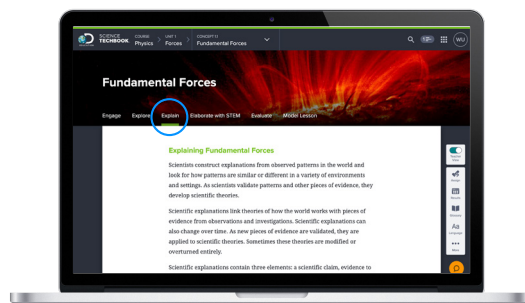 SCIENCE
TECHBOOK
COURSE
Physics
UNIT 1
Forces
CONCEPT 1.1
Fundamental Forces
WU
Fundamental Forces
Engage Explore Explain Elaborate with STEM Evaluate Model Lesson
Explaining Fundamental Forces
Scientists construct explanations from observed patterns in the world and
look for how patterns are similar or different in a variety of environments
and settings. As scientists validate patterns and other pieces of evidence, they
develop scientific theories.
Scientific explanations link theories of how the world works with pieces of
evidence from observations and investigations. Scientific explanations can
also change over time. As new pieces of evidence are validated, they are
applied to scientific theories. Sometimes these theories are modified or
overturned entirely.
Scientific explanations contain three elements: a scientific claim, evidence to
Teacher
View
Assign
Glossary
Aa
Language
More